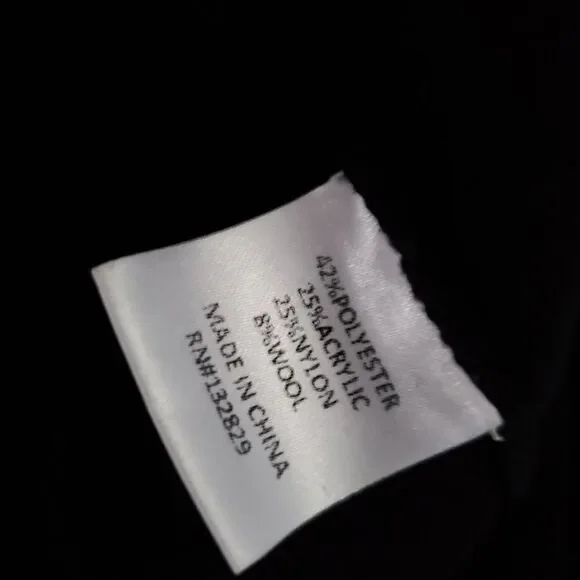 42%POLYESTER
25%ACRYLIC
25%NYLON
8%WOOL
MADE IN CHINA
RN#132829